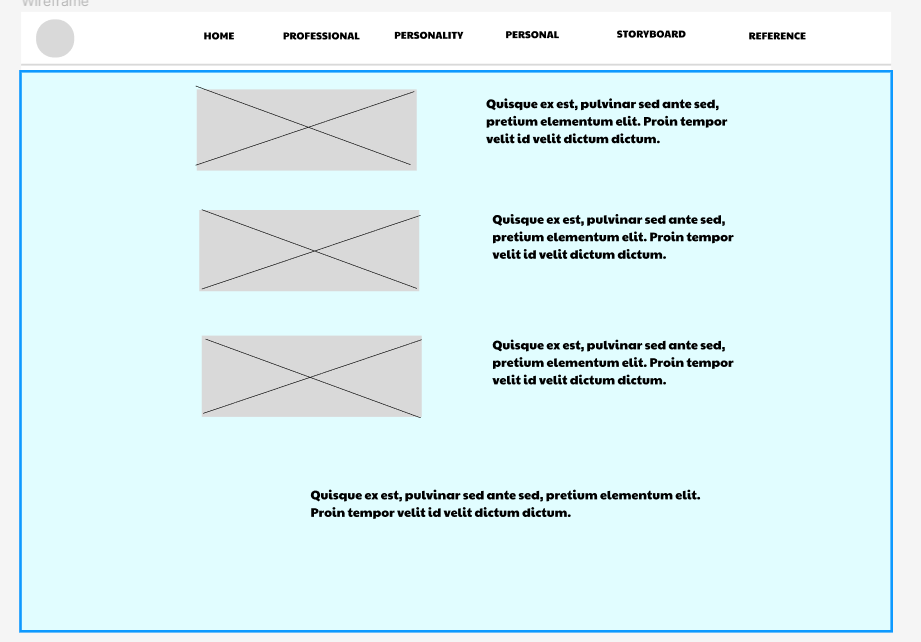 Wireframe
HOME PROFESSIONAL PERSONALITY PERSONAL STORYBOARD REFERENCE
Quisque ex est, pulvinar sed ante sed,
pretium elementum elit. Proin tempor
velit id velit dictum dictum.
Quisque ex est, pulvinar sed ante sed,
pretium elementum elit. Proin tempor
velit id velit dictum dictum.
Quisque ex est, pulvinar sed ante sed,
pretium elementum elit. Proin tempor
velit id velit dictum dictum.
Quisque ex est, pulvinar sed ante sed, pretium elementum elit.
Proin tempor velit id velit dictum dictum.